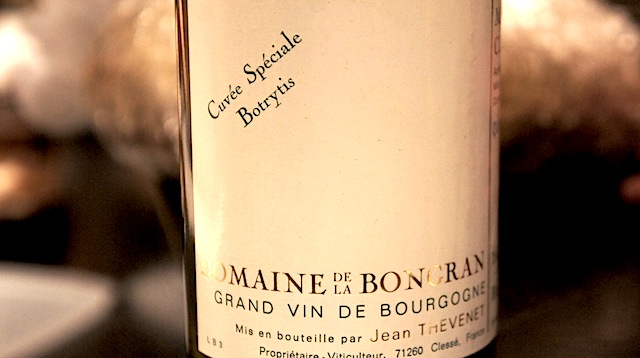 Cuvée Spéciale
Botrytis
DOMAINE DE LA BONGRAN
GRAND VIN DE BOURGOGNE
Mis en bouteille par Jean THEVENET
LB3
Propriétaire-Viticulteur, 71260 Clessé, France